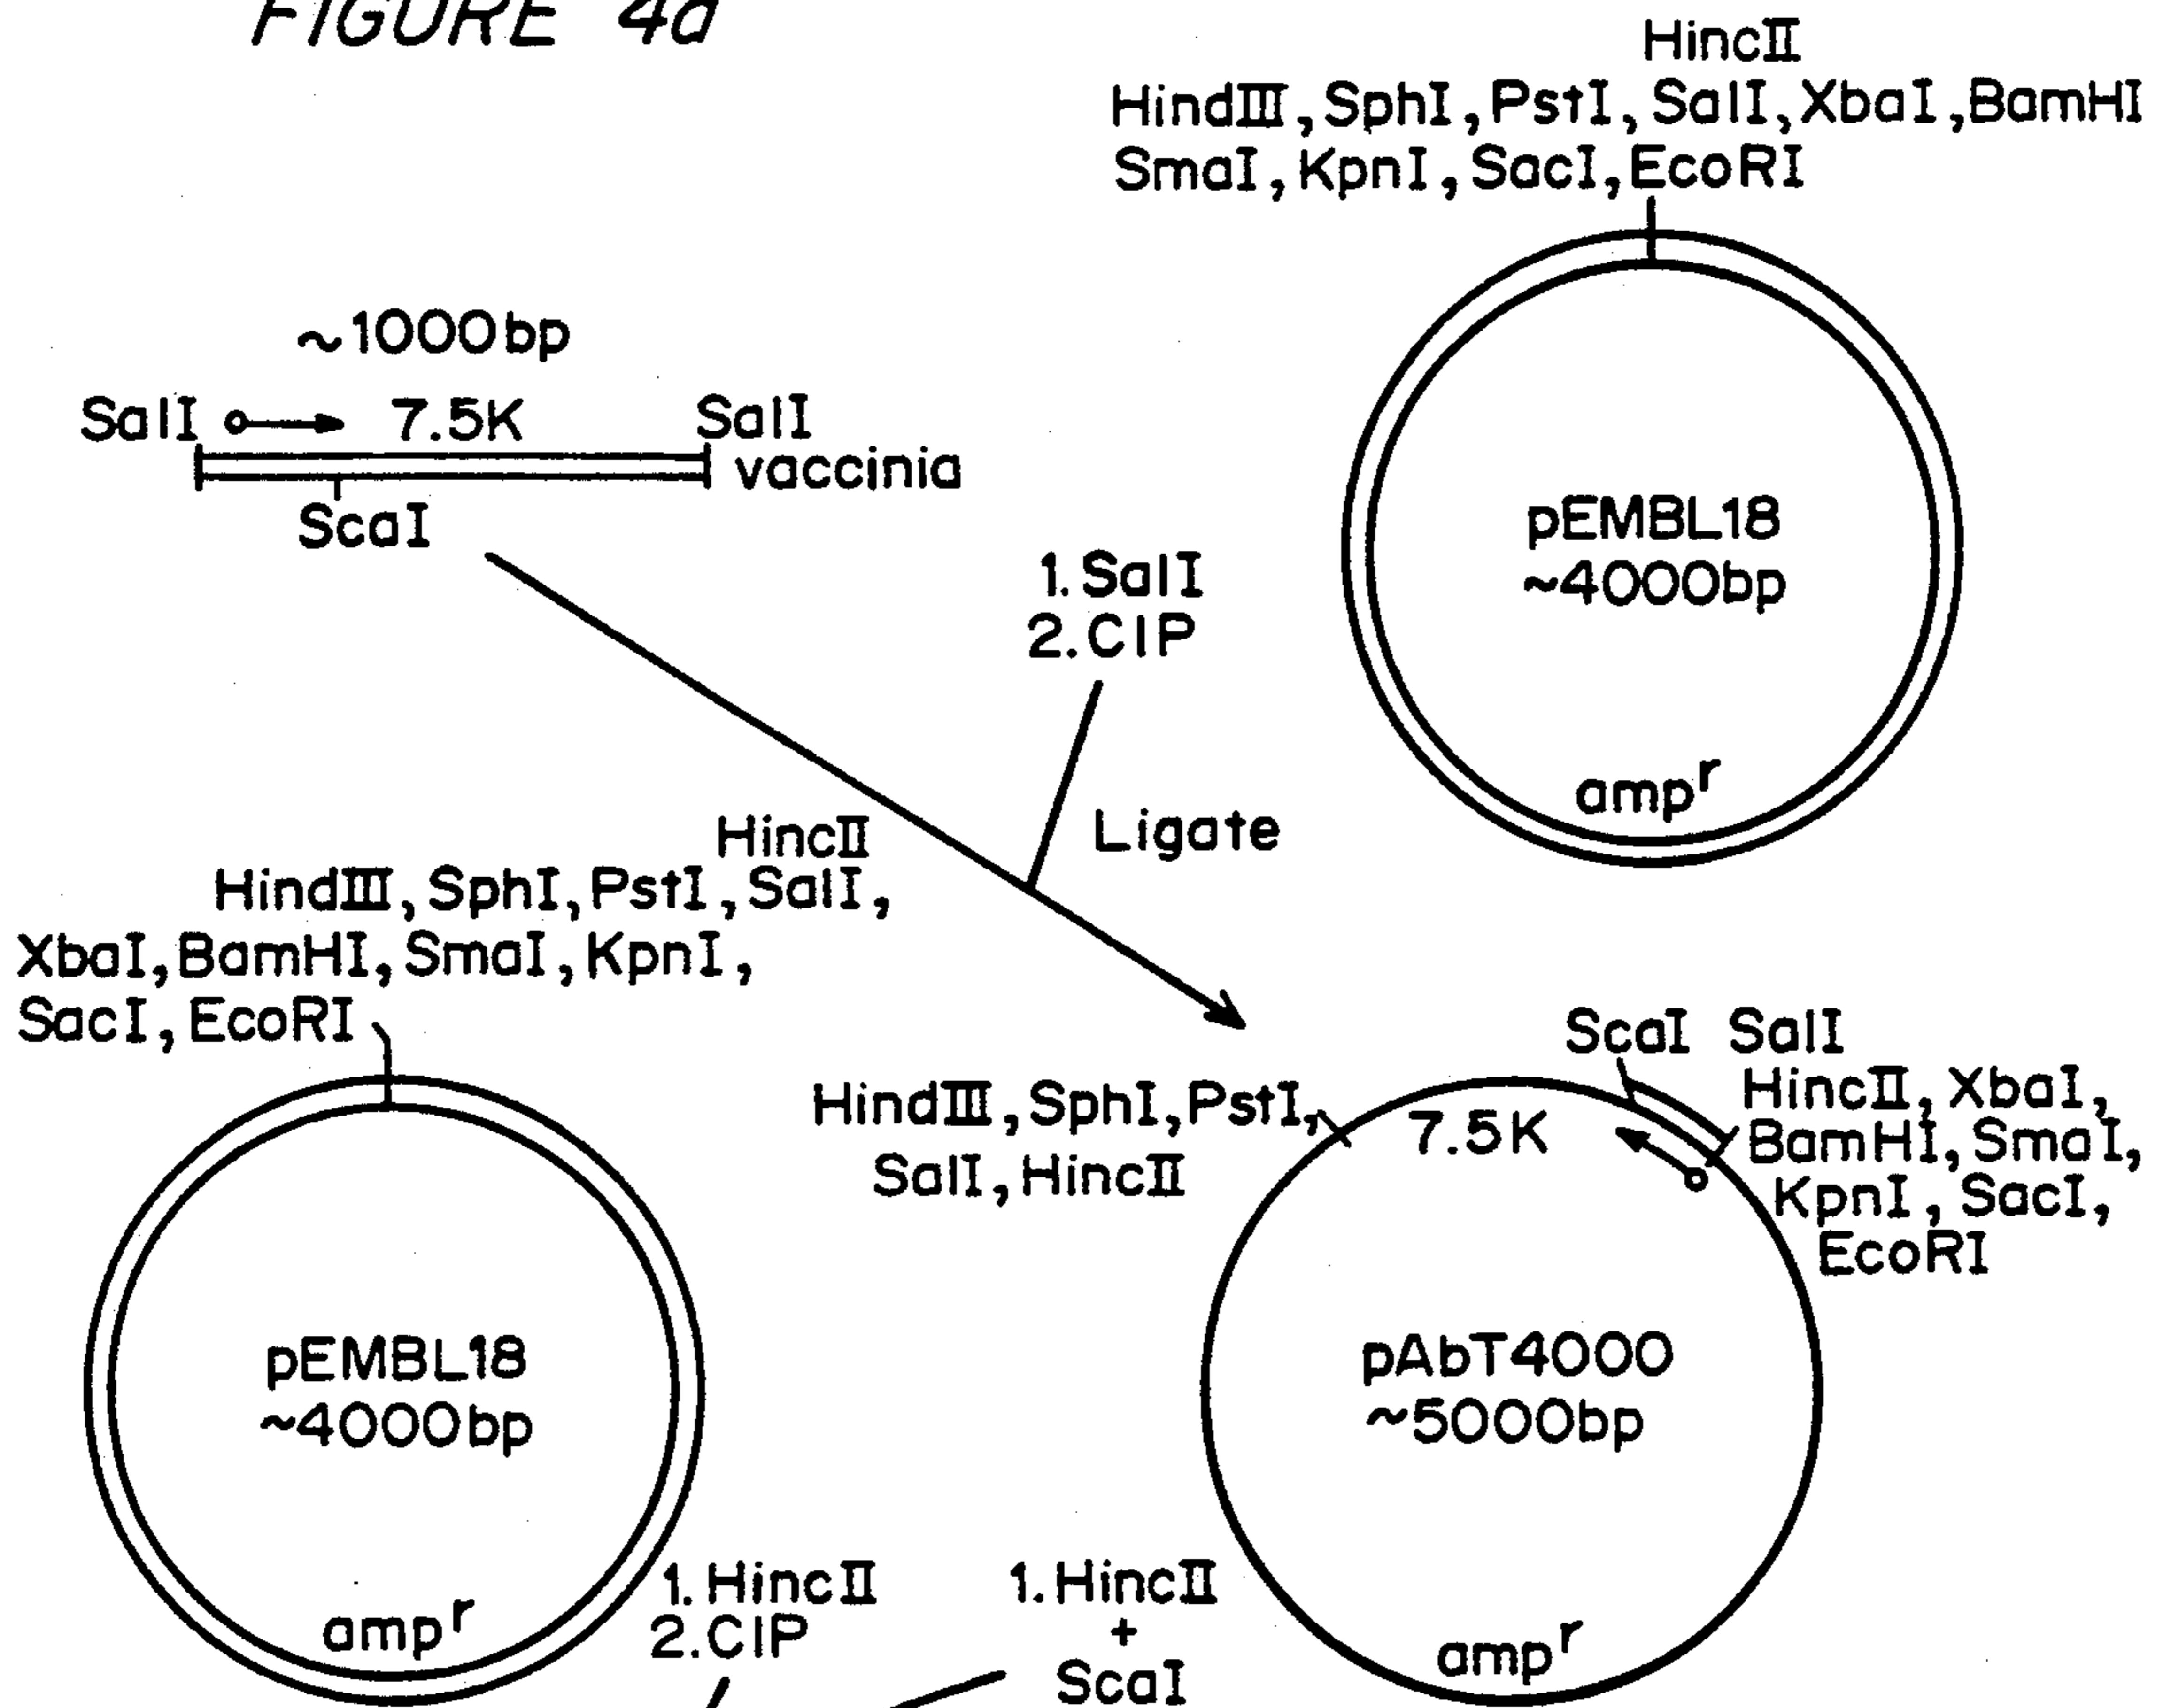 FIGURE 4a
HincII
HindIII, SphI, PstI, SalI, XbaI, BamHI
SmaI, KpnI, SacI, EcoRI
~1000bp
SalI 7.5K SalI
vaccinia
ScaI
pEMBL18
~4000bp
amp^r
1. SalI
2. CIP
Ligate
HincII
HindIII, SphI, PstI, SalI,
XbaI, BamHI, SmaI, KpnI,
SacI, EcoRI
pEMBL18
~4000bp
amp^r
ScaI SalI
HindIII, SphI, PstI,
SalI, HincII
7.5K
HincII, XbaI,
BamHI, SmaI,
KpnI, SacI,
EcoRI
pAbT4000
~5000bp
amp^r
1. HincII
2. CIP
1. HincII
+
ScaI